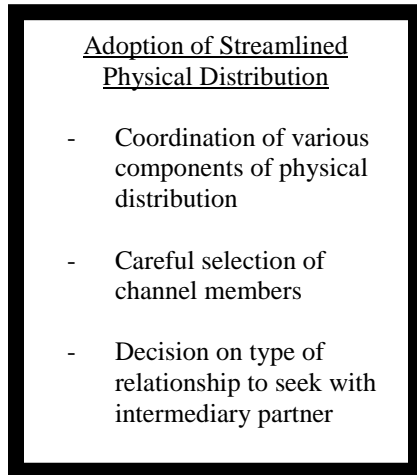 Adoption of Streamlined
Physical Distribution
- Coordination of various
components of physical
distribution
- Careful selection of
channel members
- Decision on type of
relationship to seek with
intermediary partner